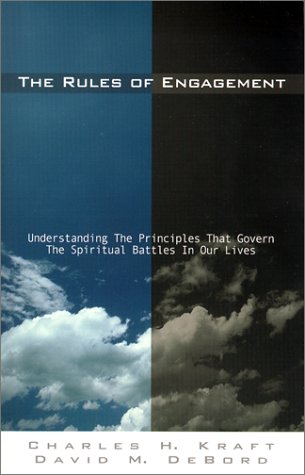 THE RULES OF ENGAGEMENT
Understanding The Principles That Govern
The Spiritual Battles In Our Lives
CHARLES H. KRAFT
DAVID M. DEBORD